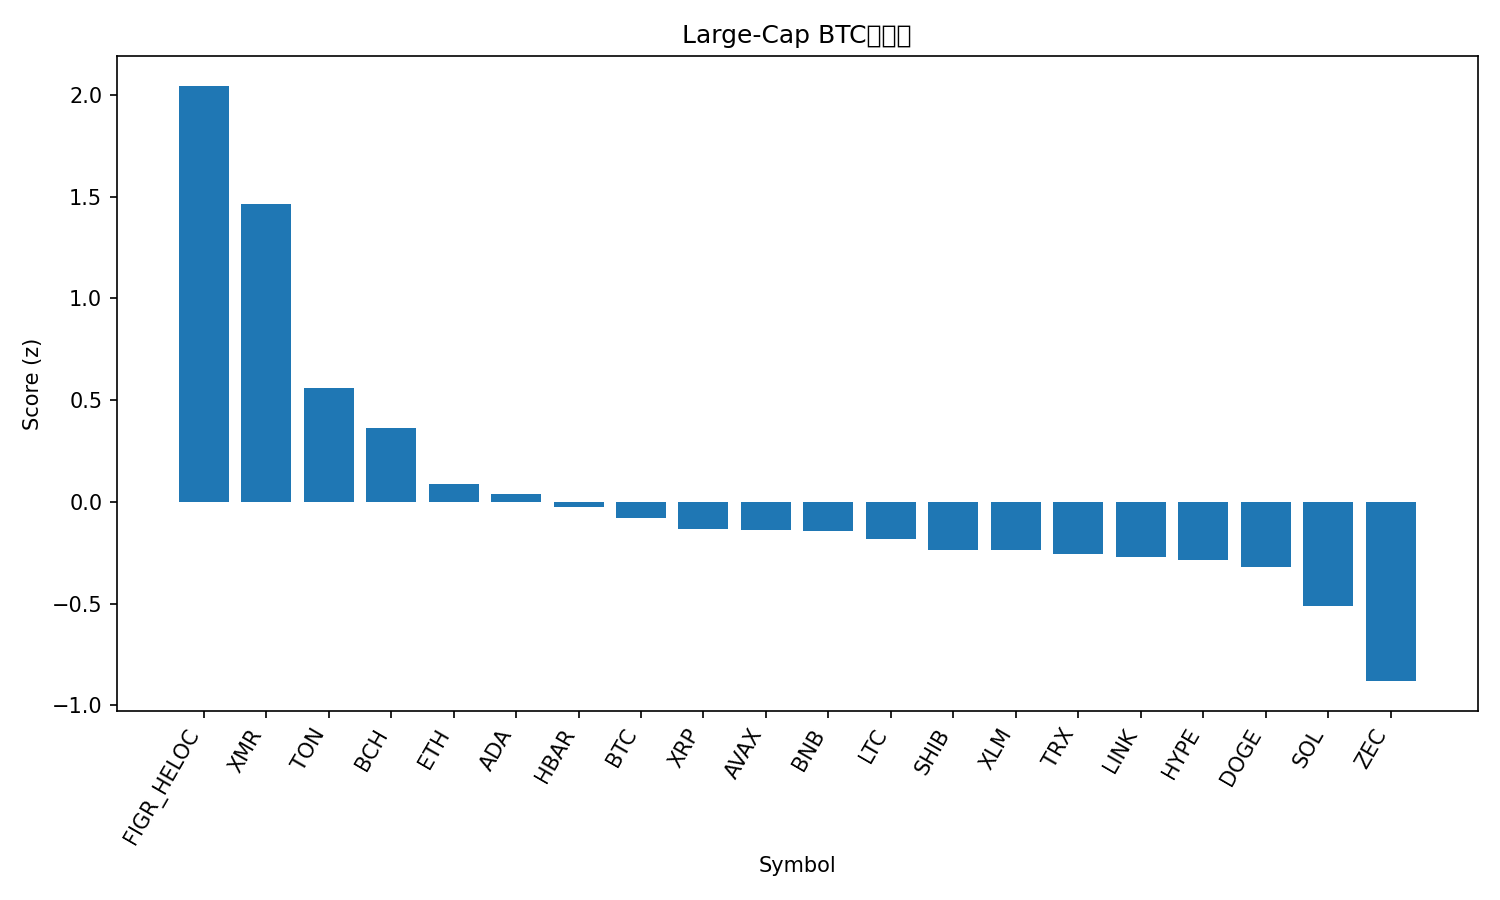 Large-Cap BTC
2.0
1.5
1.0
0.5
0.0
−0.5
−1.0
Score (z)
FIGR_HELOC
XMR
TON
BCH
ETH
ADA
HBAR
BTC
XRP
AVAX
BNB
LTC
SHIB
XLM
TRX
LINK
HYPE
DOGE
SOL
ZEC
Symbol